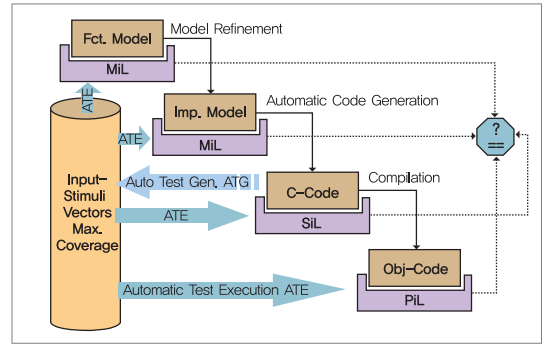 Fct. Model
Model Refinement
MiL
ATE
Imp. Model
Automatic Code Generation
ATE
MiL
?
==
Input-
Stimuli
Vectors
Max.
Coverage
Auto Test Gen. ATG
C-Code
Compilation
ATE
SiL
Obj-Code
Automatic Test Execution ATE
PiL